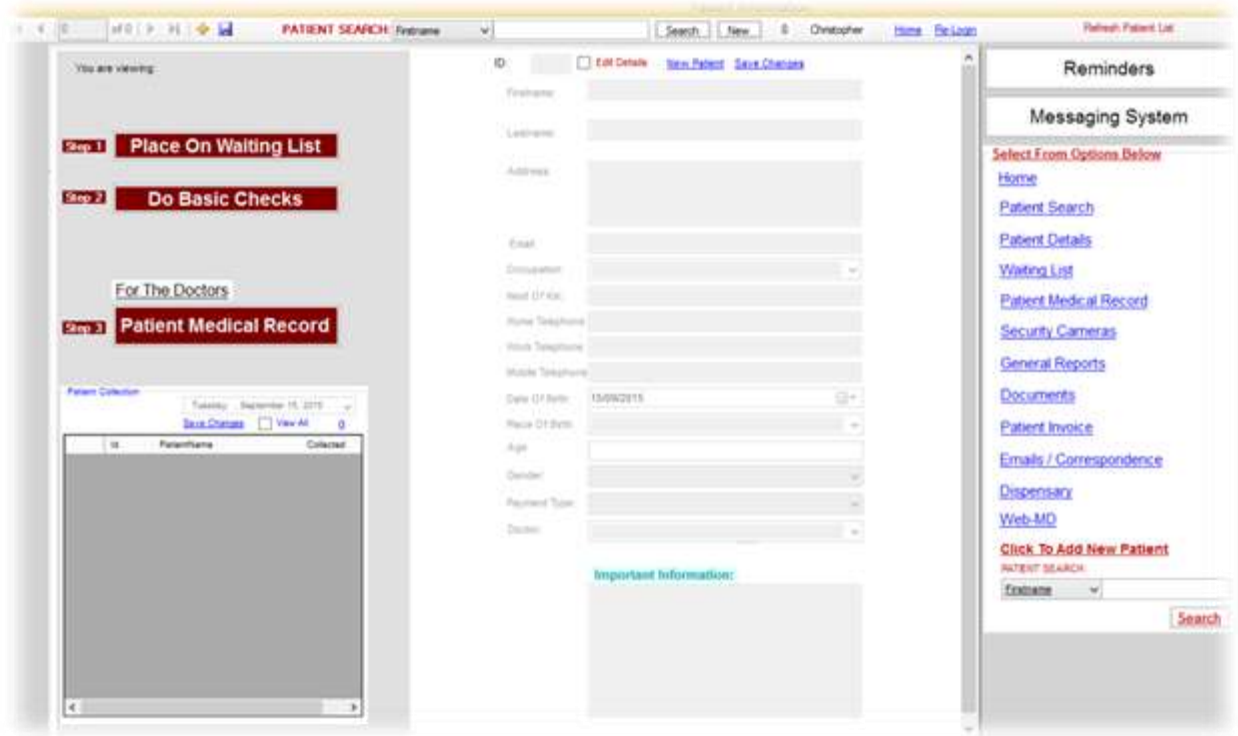 Patient Information
0 of 0 PATIENT SEARCH: Firstname Search New 0 Christopher Home Re Login Refresh Patient List
You are viewing:
Step 1 Place On Waiting List
Step 2 Do Basic Checks
For The Doctors
Step 3 Patient Medical Record
Patient Collection
Tuesday September 15, 2015
Save Changes View All 0
Id PatientName Collected
ID: Edit Details New Patient Save Changes
Firstname:
Lastname:
Address:
Email:
Occupation:
Next Of Kin:
Home Telephone:
Work Telephone:
Mobile Telephone:
Date Of Birth: 15/09/2015
Place Of Birth:
Age:
Gender:
Payment Type:
Doctor:
Important Information:
Reminders
Messaging System
Select From Options Below
Home
Patient Search
Patient Details
Waiting List
Patient Medical Record
Security Cameras
General Reports
Documents
Patient Invoice
Emails / Correspondence
Dispensary
Web-MD
Click To Add New Patient
PATIENT SEARCH:
Firstname
Search